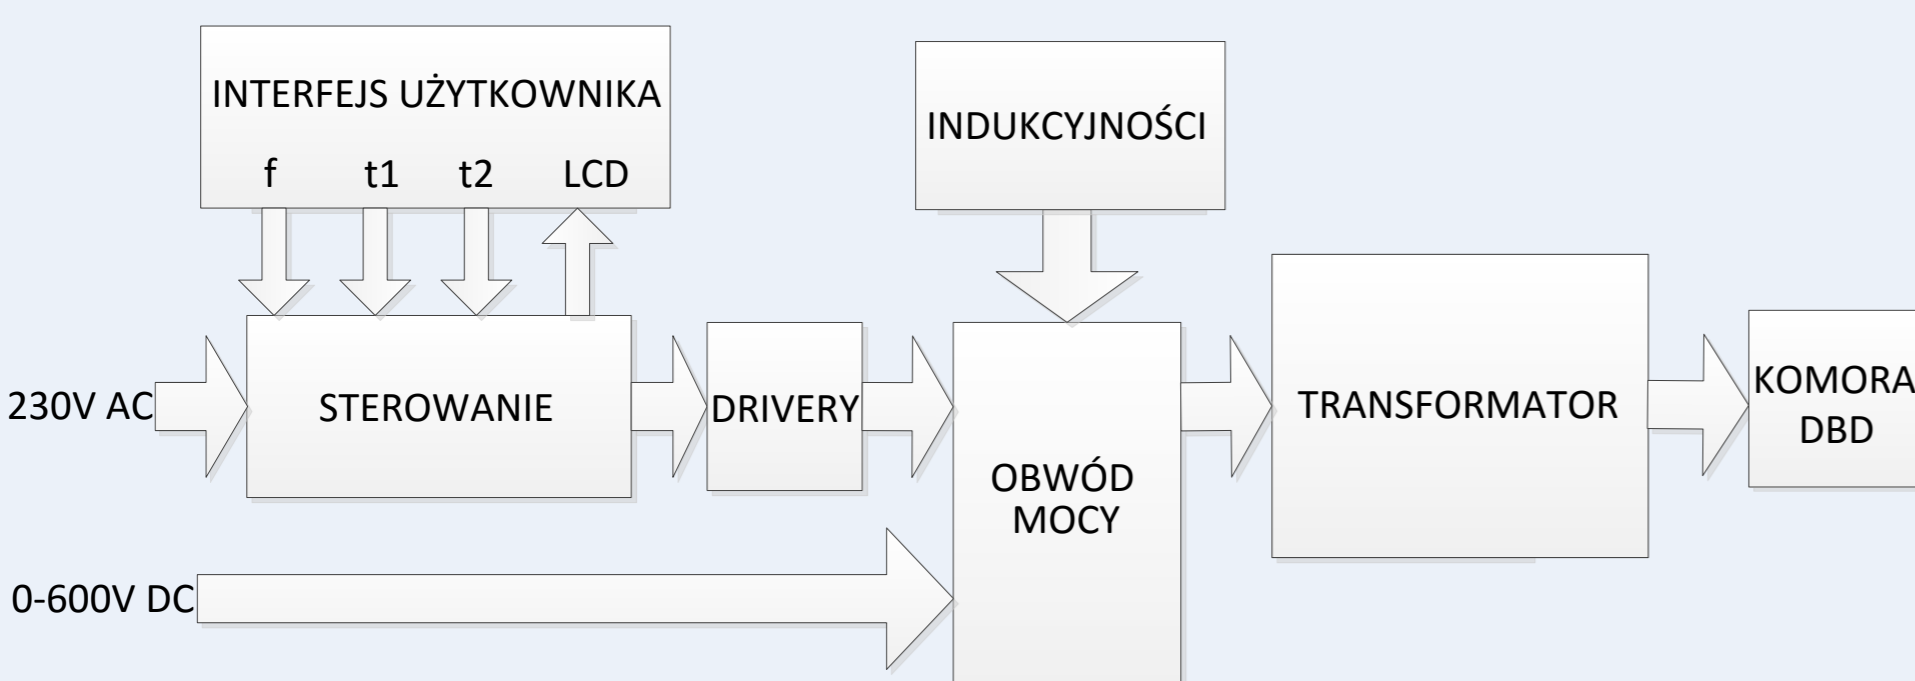 INTERFEJS UŻYTKOWNIKA
f t1 t2 LCD
INDUKCYJNOŚCI
230V AC
STEROWANIE
DRIVERY
OBWÓD
MOCY
TRANSFORMATOR
KOMORA
DBD
0-600V DC